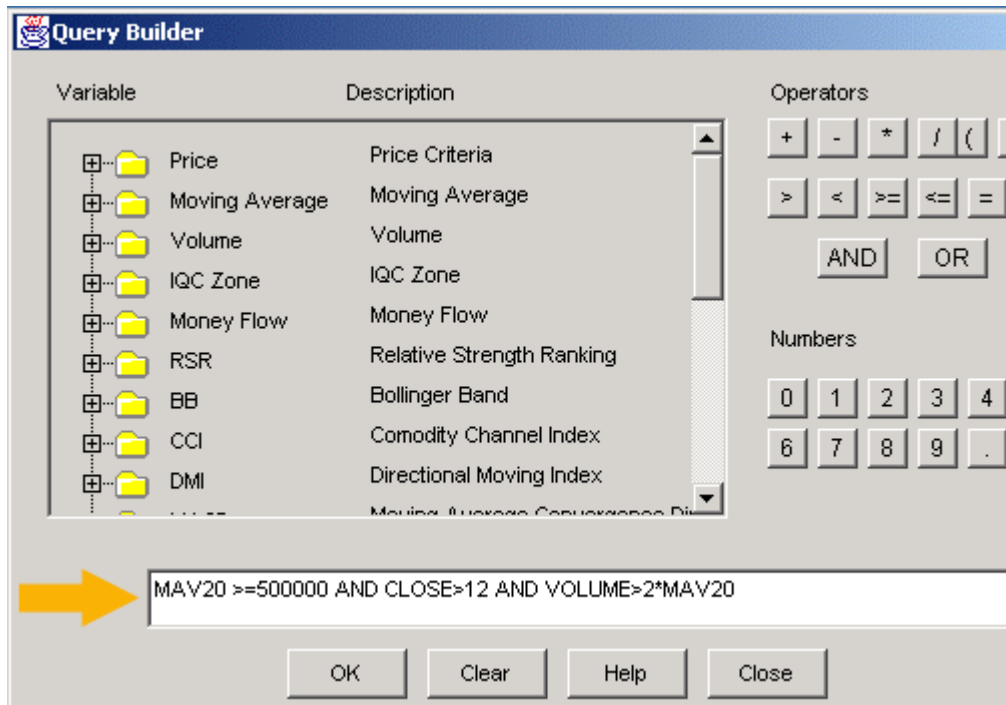 Query Builder
Variable Description Operators
+ - * / (
Price Price Criteria
Moving Average Moving Average
> < >= <= =
Volume Volume
AND OR
IQC Zone IQC Zone
Money Flow Money Flow
Numbers
RSR Relative Strength Ranking
BB Bollinger Band
0 1 2 3 4
CCI Comodity Channel Index
6 7 8 9 .
DMI Directional Moving Index
Moving Average Convergence
MAV20 >=500000 AND CLOSE>12 AND VOLUME>2*MAV20
OK Clear Help Close